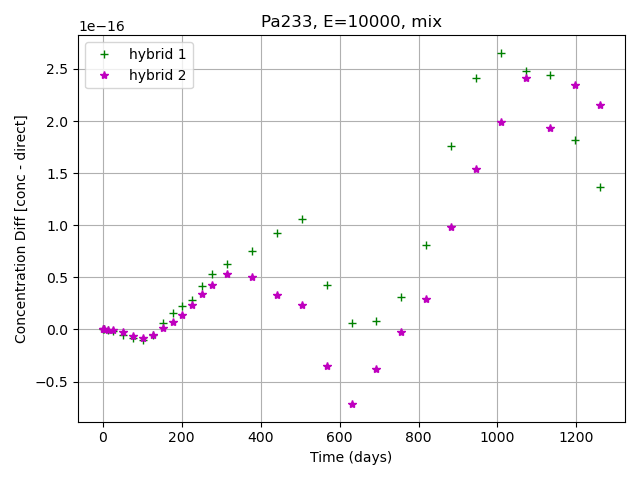 Pa233, E=10000, mix
1e−16
hybrid 1
hybrid 2
2.5
2.0
1.5
1.0
0.5
0.0
−0.5
Concentration Diff [conc - direct]
0 200 400 600 800 1000 1200
Time (days)